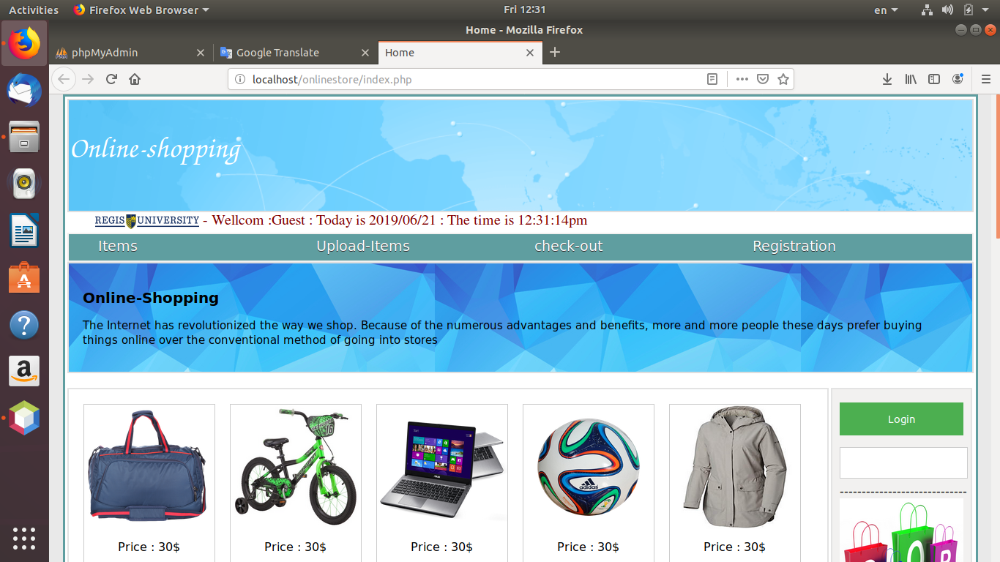 Activities Firefox Web Browser Fri 12:31 en
Home - Mozilla Firefox
phpMyAdmin Google Translate Home
localhost/onlinestore/index.php
Online-shopping
REGIS UNIVERSITY - Wellcom :Guest : Today is 2019/06/21 : The time is 12:31:14pm
Items Upload-Items check-out Registration
Online-Shopping
The Internet has revolutionized the way we shop. Because of the numerous advantages and benefits, more and more people these days prefer buying
things online over the conventional method of going into stores
Login
adidas
Price : 30$ Price : 30$ Price : 30$ Price : 30$ Price : 30$